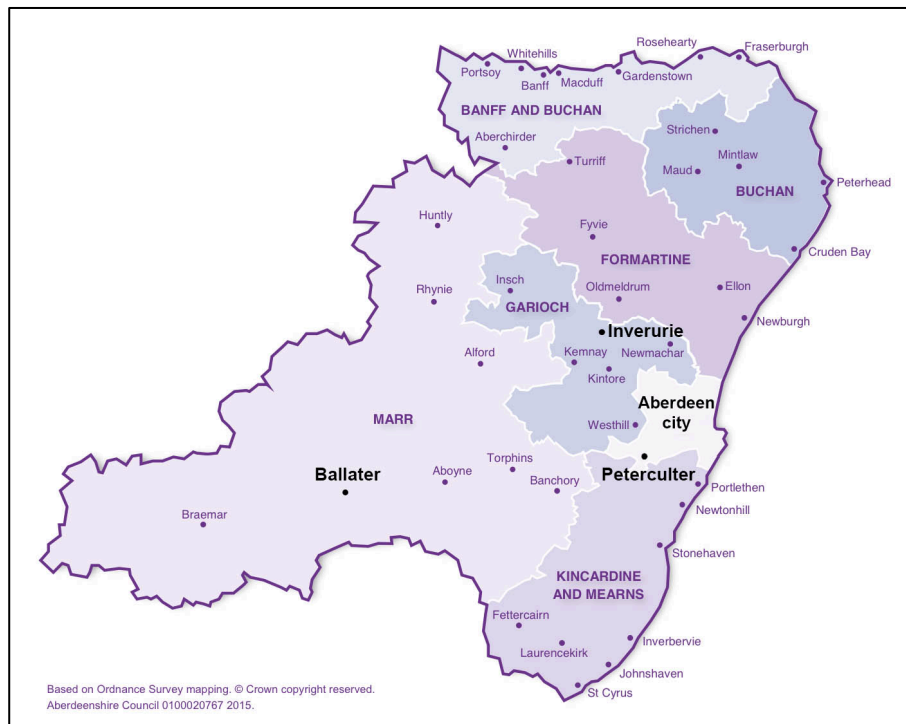 Rosehearty
Fraserburgh
Whitehills
Portsoy
Banff
Macduff
Gardenstown
BANFF AND BUCHAN
Aberchirder
Strichen
Mintlaw
Maud
BUCHAN
Peterhead
Turriff
Huntly
Fyvie
Cruden Bay
FORMARTINE
Insch
Rhynie
GARIOCH
Oldmeldrum
Ellon
Newburgh
Inverurie
Alford
Kemnay
Newmachar
Kintore
MARR
Westhill
Aberdeen
city
Ballater
Aboyne
Torphins
Banchory
Peterculter
Portlethen
Newtonhill
Braemar
Stonehaven
KINCARDINE
AND MEARNS
Fettercairn
Inverbervie
Laurencekirk
Johnshaven
St Cyrus
Based on Ordnance Survey mapping. © Crown copyright reserved.
Aberdeenshire Council 0100020767 2015.